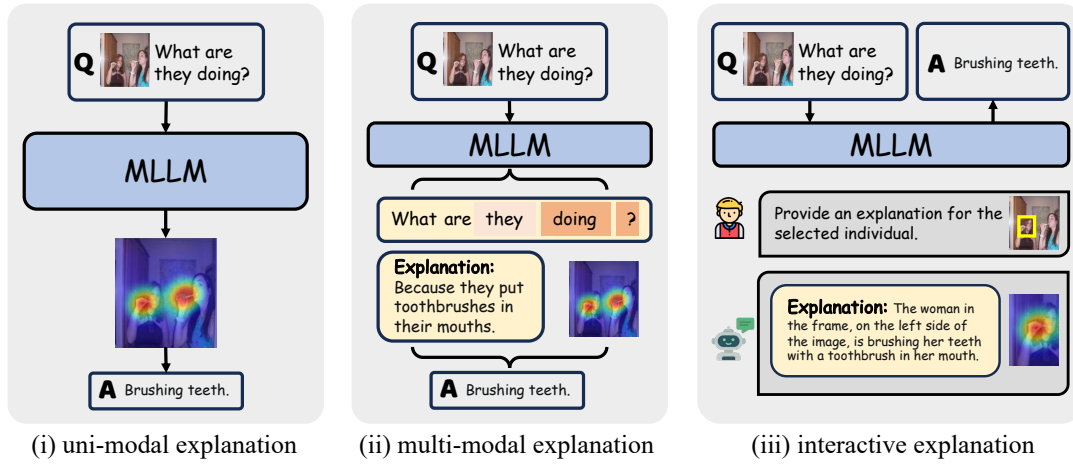 Q What are
they doing?
MLLM
A Brushing teeth.
(i) uni-modal explanation
Q What are
they doing?
MLLM
What are they doing ?
Explanation:
Because they put
toothbrushes in
their mouths.
A Brushing teeth.
(ii) multi-modal explanation
Q What are
they doing?
A Brushing teeth.
MLLM
Provide an explanation for the
selected individual.
Explanation: The woman in
the frame, on the left side of
the image, is brushing her teeth
with a toothbrush in her mouth.
(iii) interactive explanation